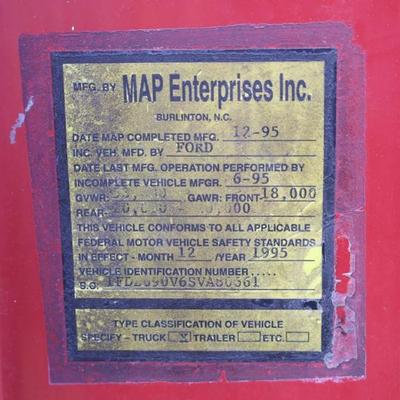 MFG. BY MAP Enterprises Inc.
BURLINTON, N.C.
DATE MAP COMPLETED MFG. 12-95
INC. VEH. MFD. BY FORD
DATE LAST MFG. OPERATION PERFORMED BY
INCOMPLETE VEHICLE MFGR. 6-95
GVWR: GAWR: FRONT 18,000
REAR:
THIS VEHICLE CONFORMS TO ALL APPLICABLE
FEDERAL MOTOR VEHICLE SAFETY STANDARDS
IN EFFECT - MONTH 12 /YEAR 1995
VEHICLE IDENTIFICATION NUMBER .....
S.O.
TYPE CLASSIFICATION OF VEHICLE
SPECIFY - TRUCK X TRAILER ETC.